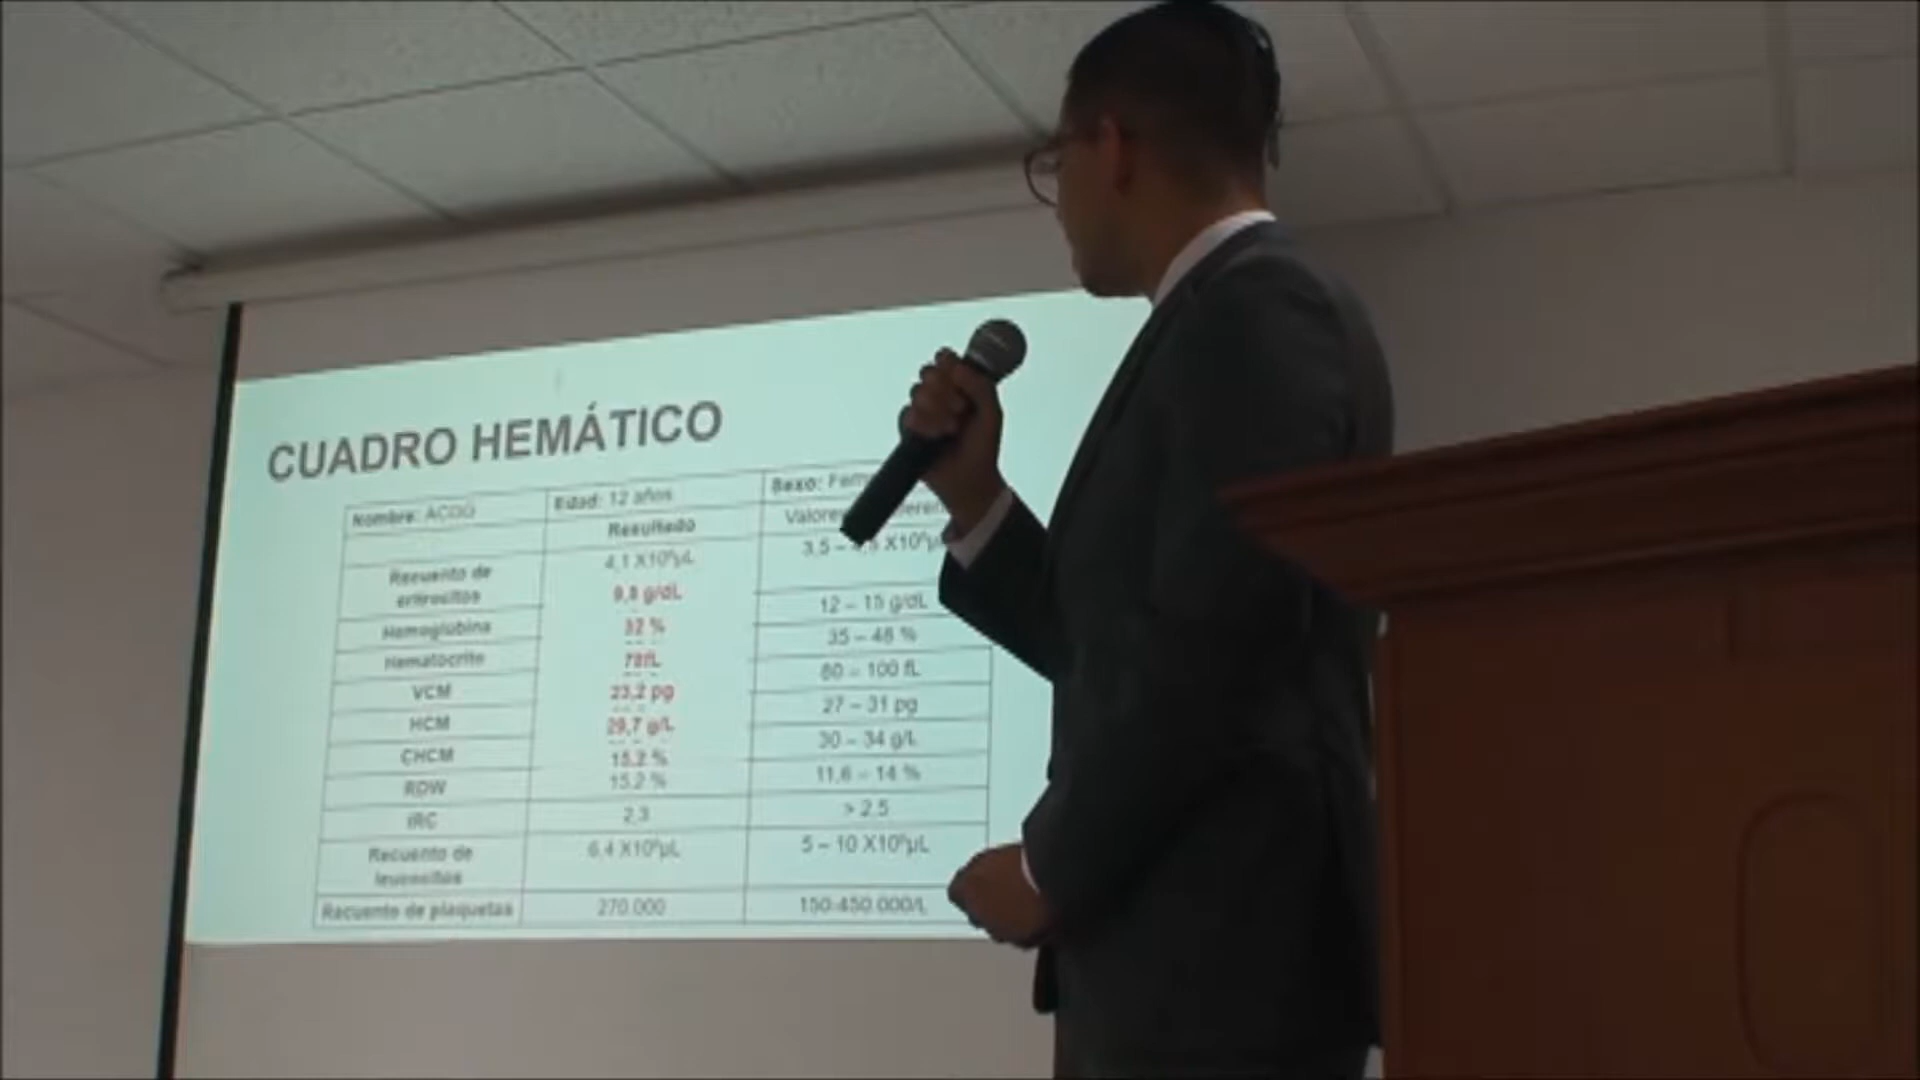 CUADRO HEMÁTICO
Nombre: Edad: 12 años Sexo: Fem
Resultado Valores
Recuento de eritrocitos 4,1 X10⁶µL 3,5 –
Hemoglobina 9,8 g/dL 12 – 15 g/dL
Hematocrito 32 % 35 – 48 %
VCM 78fL 80 – 100 fL
HCM 23,2 pg 27 – 31 pg
CHCM 29,7 g/L 30 – 34 g/L
RDW 15,2 % 11,6 – 14 %
15,2 %
IRC 2,3 > 2,5
Recuento de leucocitos 6,4 5 – 10
Recuento de plaquetas 270.000 150-450.000/L